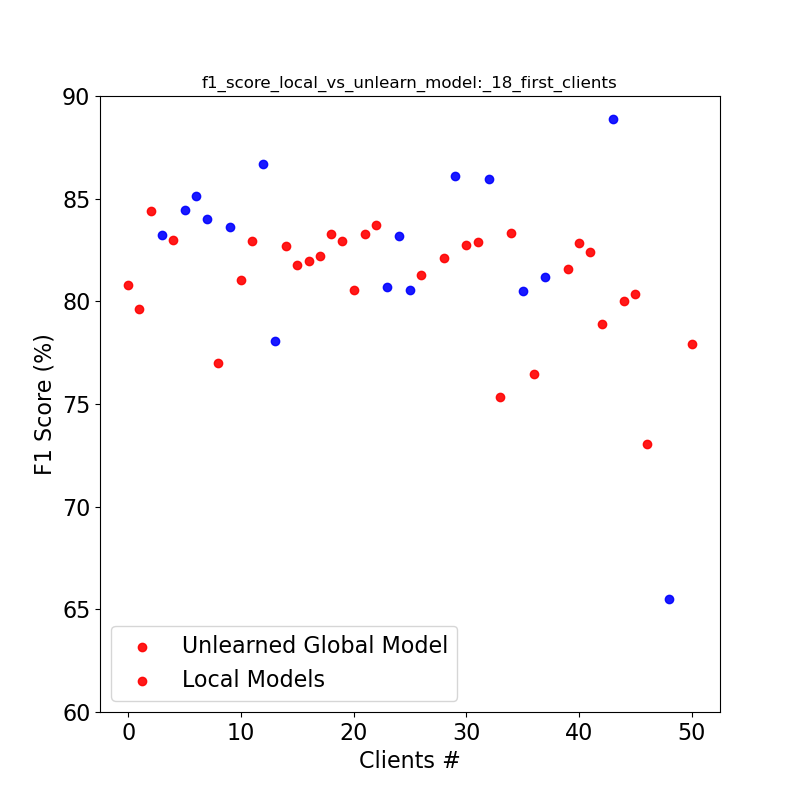 f1_score_local_vs_unlearn_model:_18_first_clients
90
85
80
75
70
65
60
F1 Score (%)
Unlearned Global Model
Local Models
0 10 20 30 40 50
Clients #